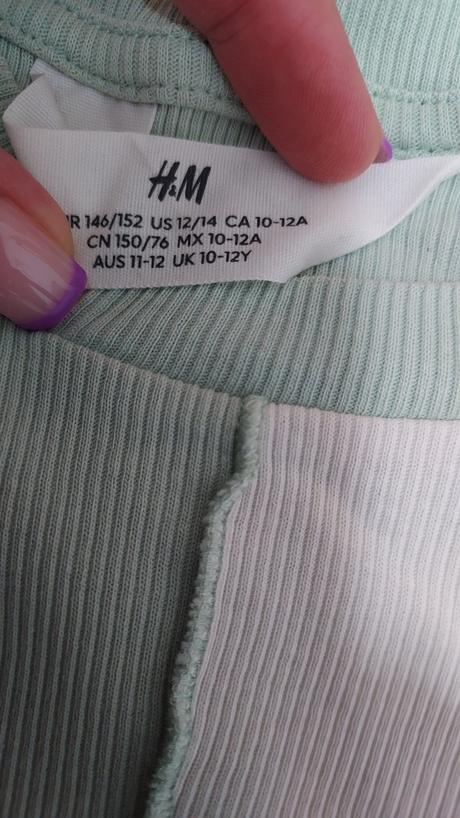 H&M
R 146/152 US 12/14 CA 10-12A
CN 150/76 MX 10-12A
AUS 11-12 UK 10-12Y